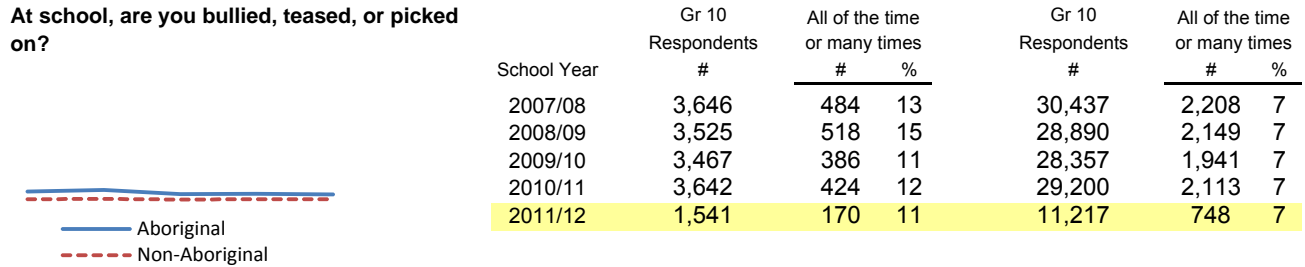 At school, are you bullied, teased, or picked
on?
Aboriginal
Non-Aboriginal
Gr 10 All of the time Gr 10 All of the time
Respondents or many times Respondents or many times
School Year # # % # # %
2007/08 3,646 484 13 30,437 2,208 7
2008/09 3,525 518 15 28,890 2,149 7
2009/10 3,467 386 11 28,357 1,941 7
2010/11 3,642 424 12 29,200 2,113 7
2011/12 1,541 170 11 11,217 748 7